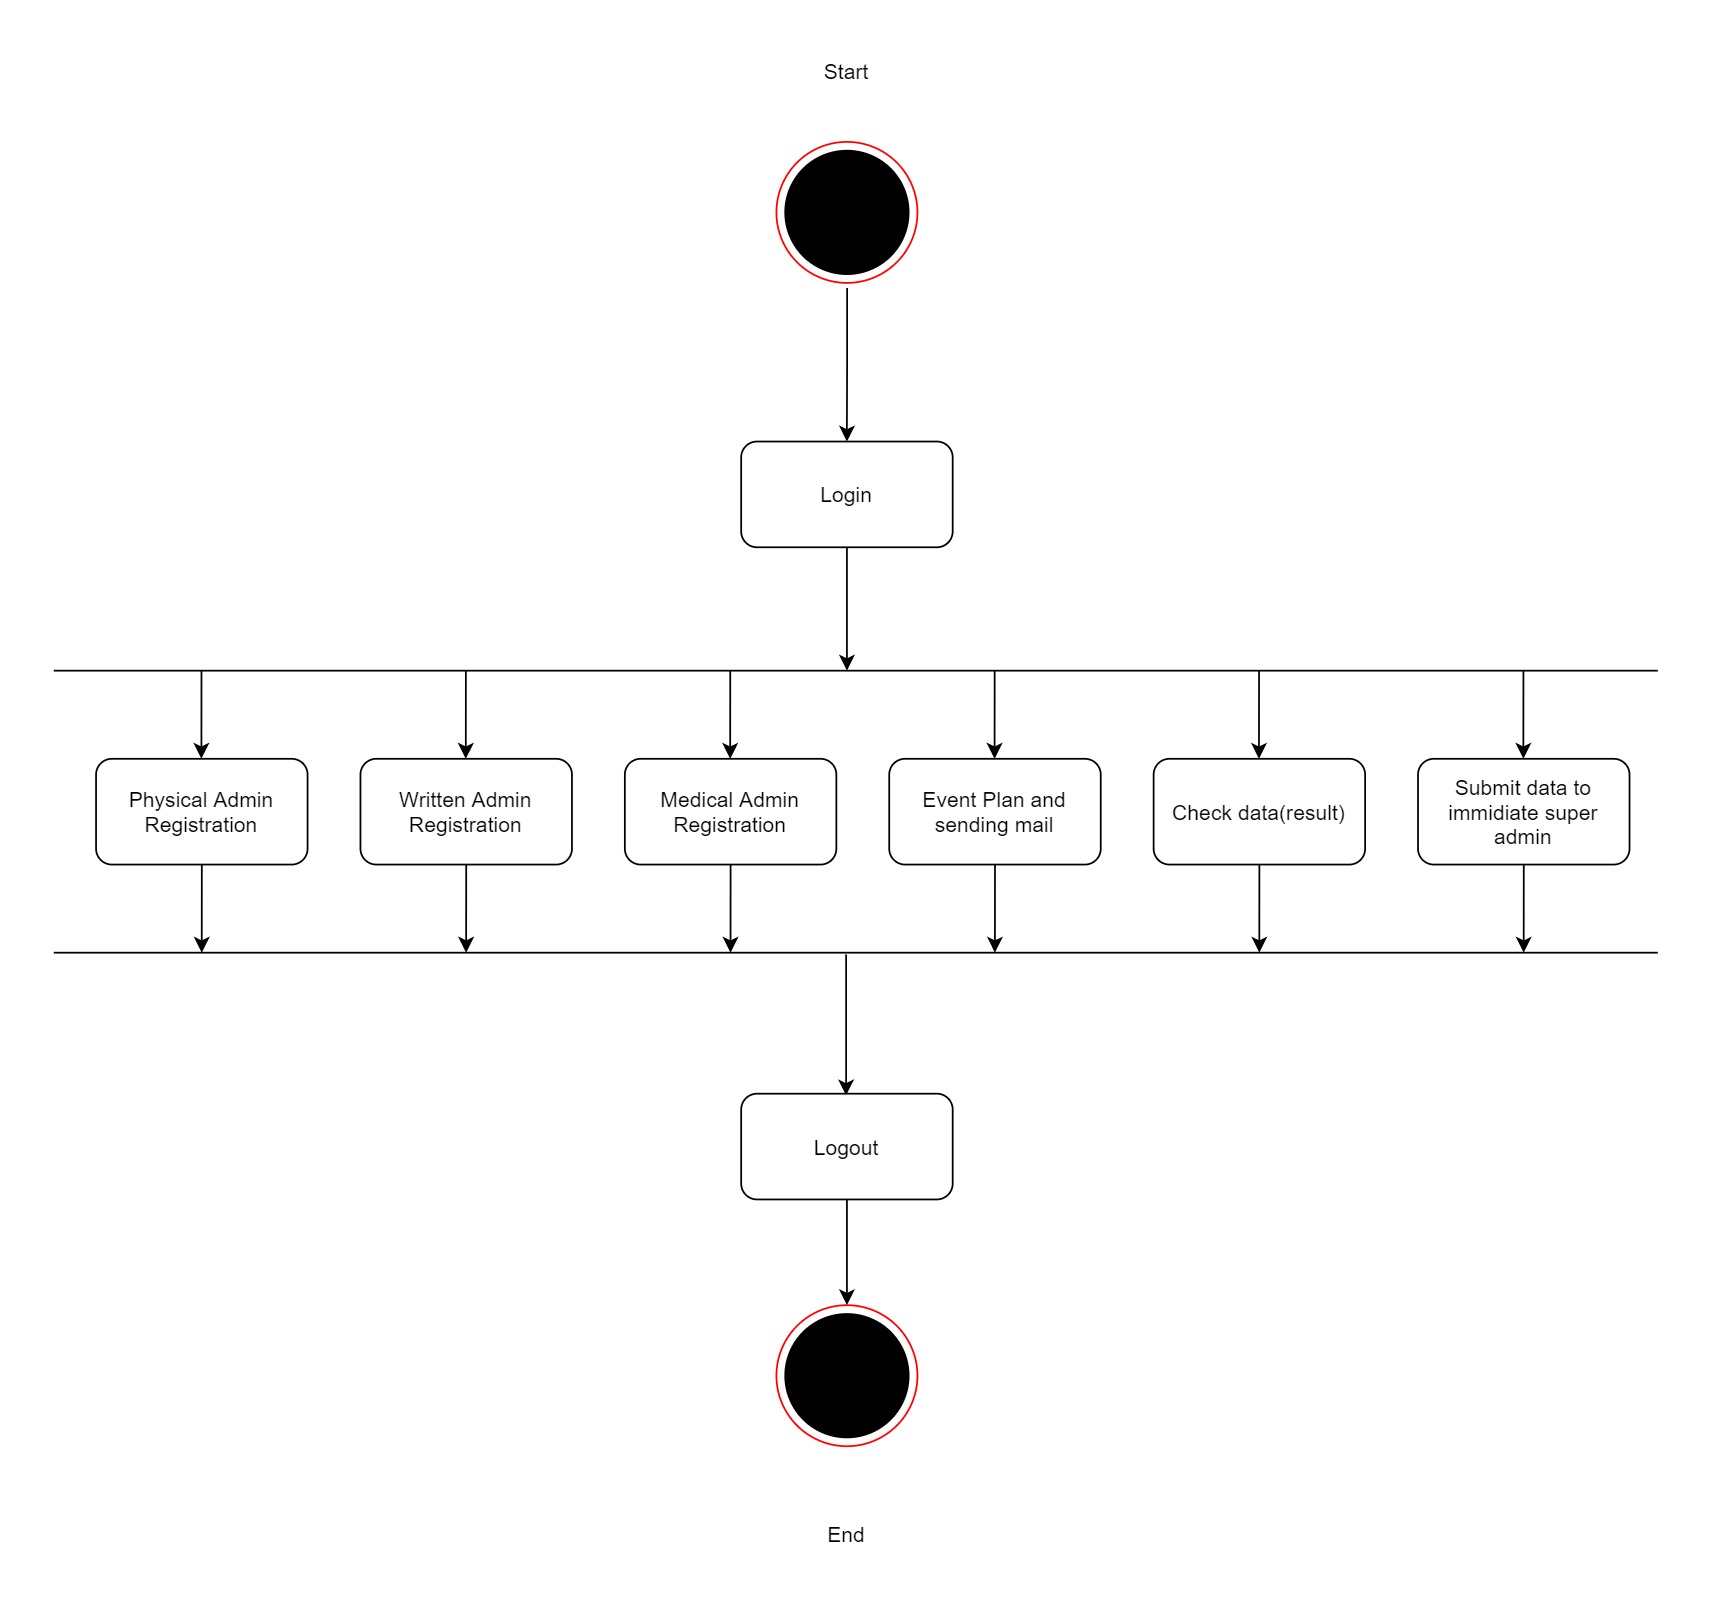 Start
Login
Physical Admin
Registration
Written Admin
Registration
Medical Admin
Registration
Event Plan and
sending mail
Check data(result)
Submit data to
immidiate super
admin
Logout
End